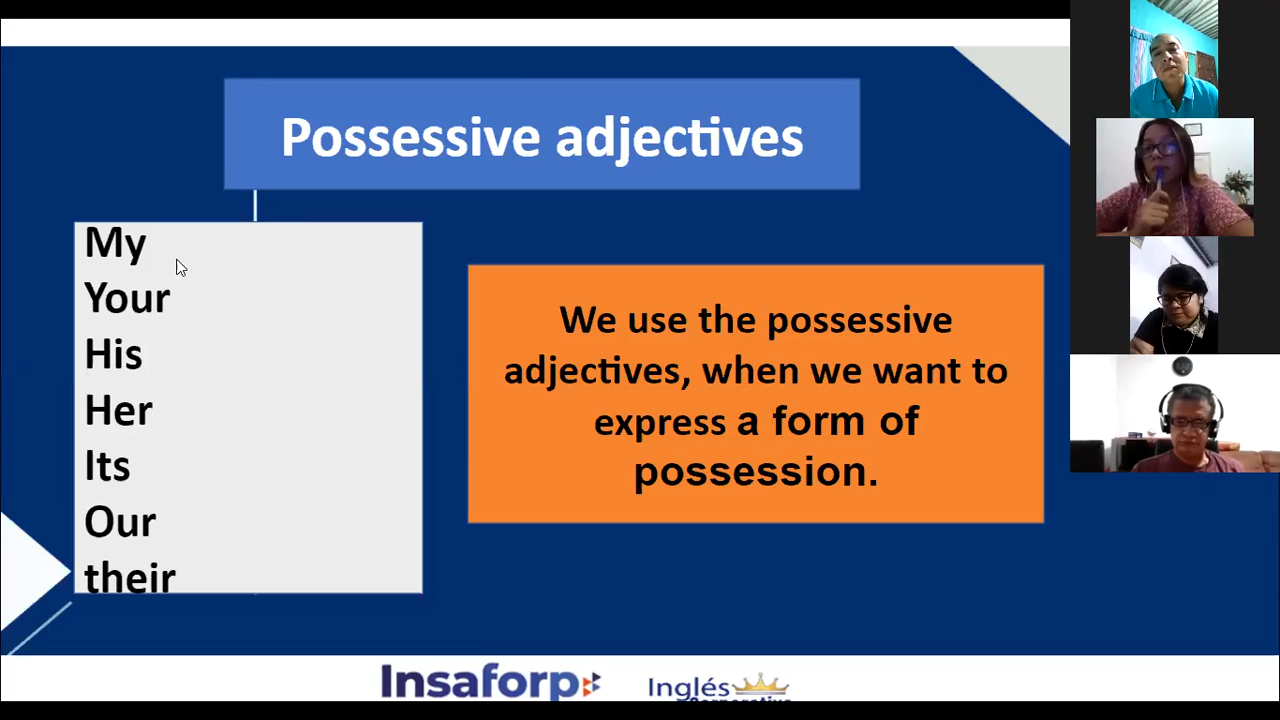 Possessive adjectives
My
Your
His
Her
Its
Our
their
We use the possessive
adjectives, when we want to
express a form of
possession.
Insaforp
Inglés
Corporativo